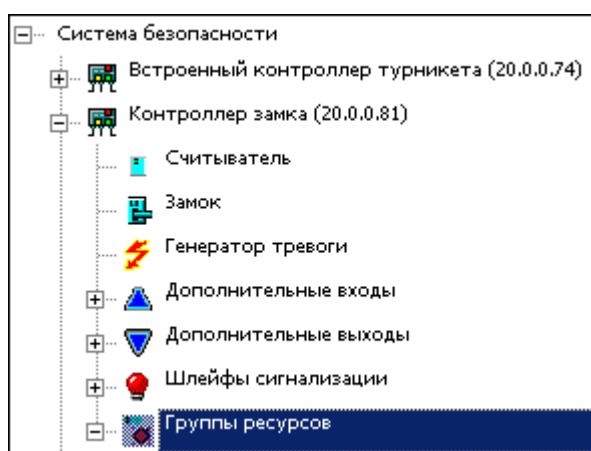 Система безопасности
Встроенный контроллер турникета (20.0.0.74)
Контроллер замка (20.0.0.81)
Считыватель
Замок
Генератор тревоги
Дополнительные входы
Дополнительные выходы
Шлейфы сигнализации
Группы ресурсов